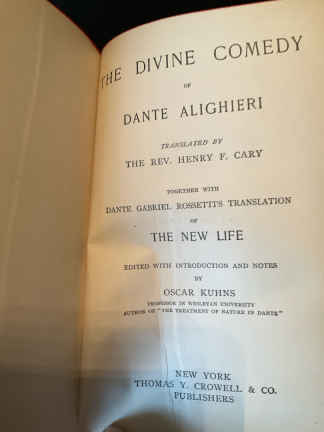 THE DIVINE COMEDY
OF
DANTE ALIGHIERI
TRANSLATED BY
THE REV. HENRY F. CARY
TOGETHER WITH
DANTE GABRIEL ROSSETTI'S TRANSLATION
OF
THE NEW LIFE
EDITED WITH INTRODUCTION AND NOTES
BY
OSCAR KUHNS
PROFESSOR IN WESLEYAN UNIVERSITY
AUTHOR OF "THE TREATMENT OF NATURE IN DANTE"
NEW YORK
THOMAS Y. CROWELL & CO.
PUBLISHERS